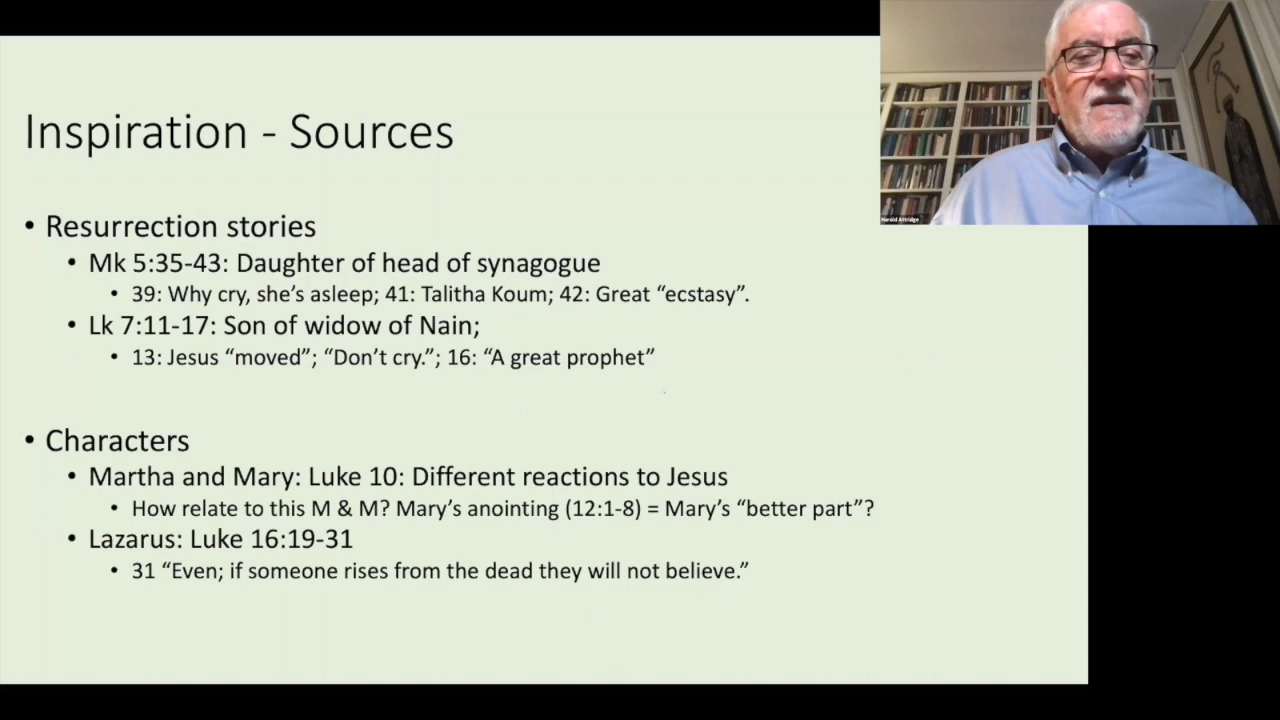 Inspiration - Sources
• Resurrection stories
• Mk 5:35-43: Daughter of head of synagogue
• 39: Why cry, she’s asleep; 41: Talitha Koum; 42: Great “ecstasy”.
• Lk 7:11-17: Son of widow of Nain;
• 13: Jesus “moved”; “Don’t cry.”; 16: “A great prophet”
• Characters
• Martha and Mary: Luke 10: Different reactions to Jesus
• How relate to this M & M? Mary’s anointing (12:1-8) = Mary’s “better part”?
• Lazarus: Luke 16:19-31
• 31 “Even; if someone rises from the dead they will not believe.”
Harold Attridge